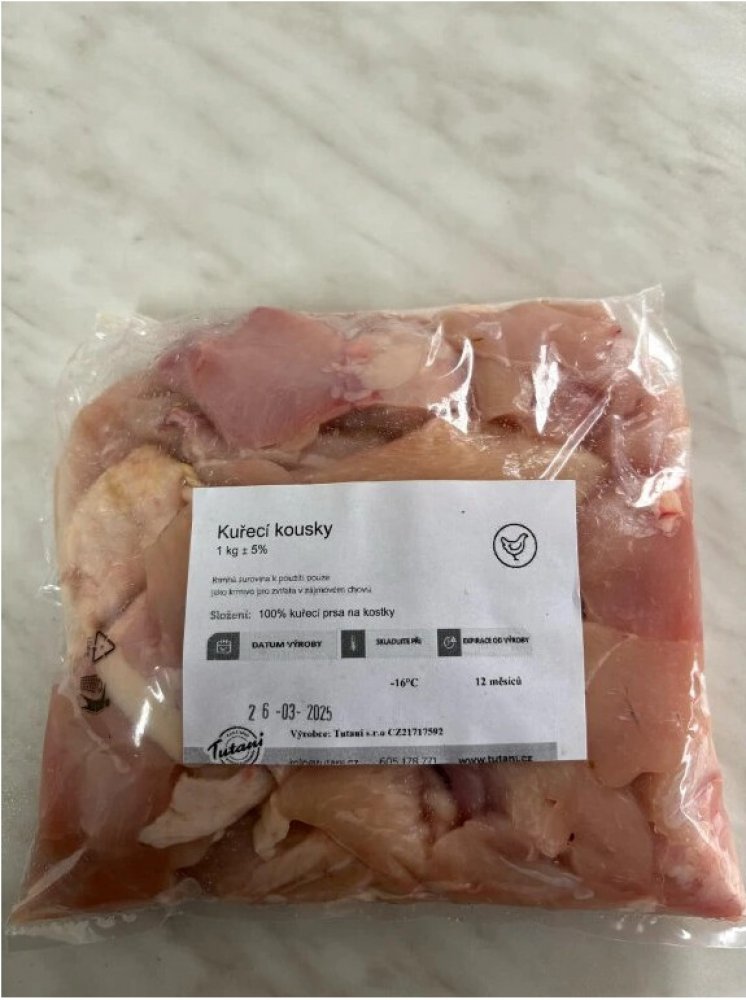 Kuřecí kousky
1 kg ± 5%
Krmná surovina k použití pouze
jako krmivo pro zvířata v zájmovém chovu
Složení: 100% kuřecí prsa na kostky
DATUM VÝROBY SKLADUJTE PŘI EXPIRACE OD VÝROBY
-16°C 12 měsíců
26-03-2025
Výrobce: Tutani s.r.o CZ21717592
Tutani
605 178 771 www.tutani.cz